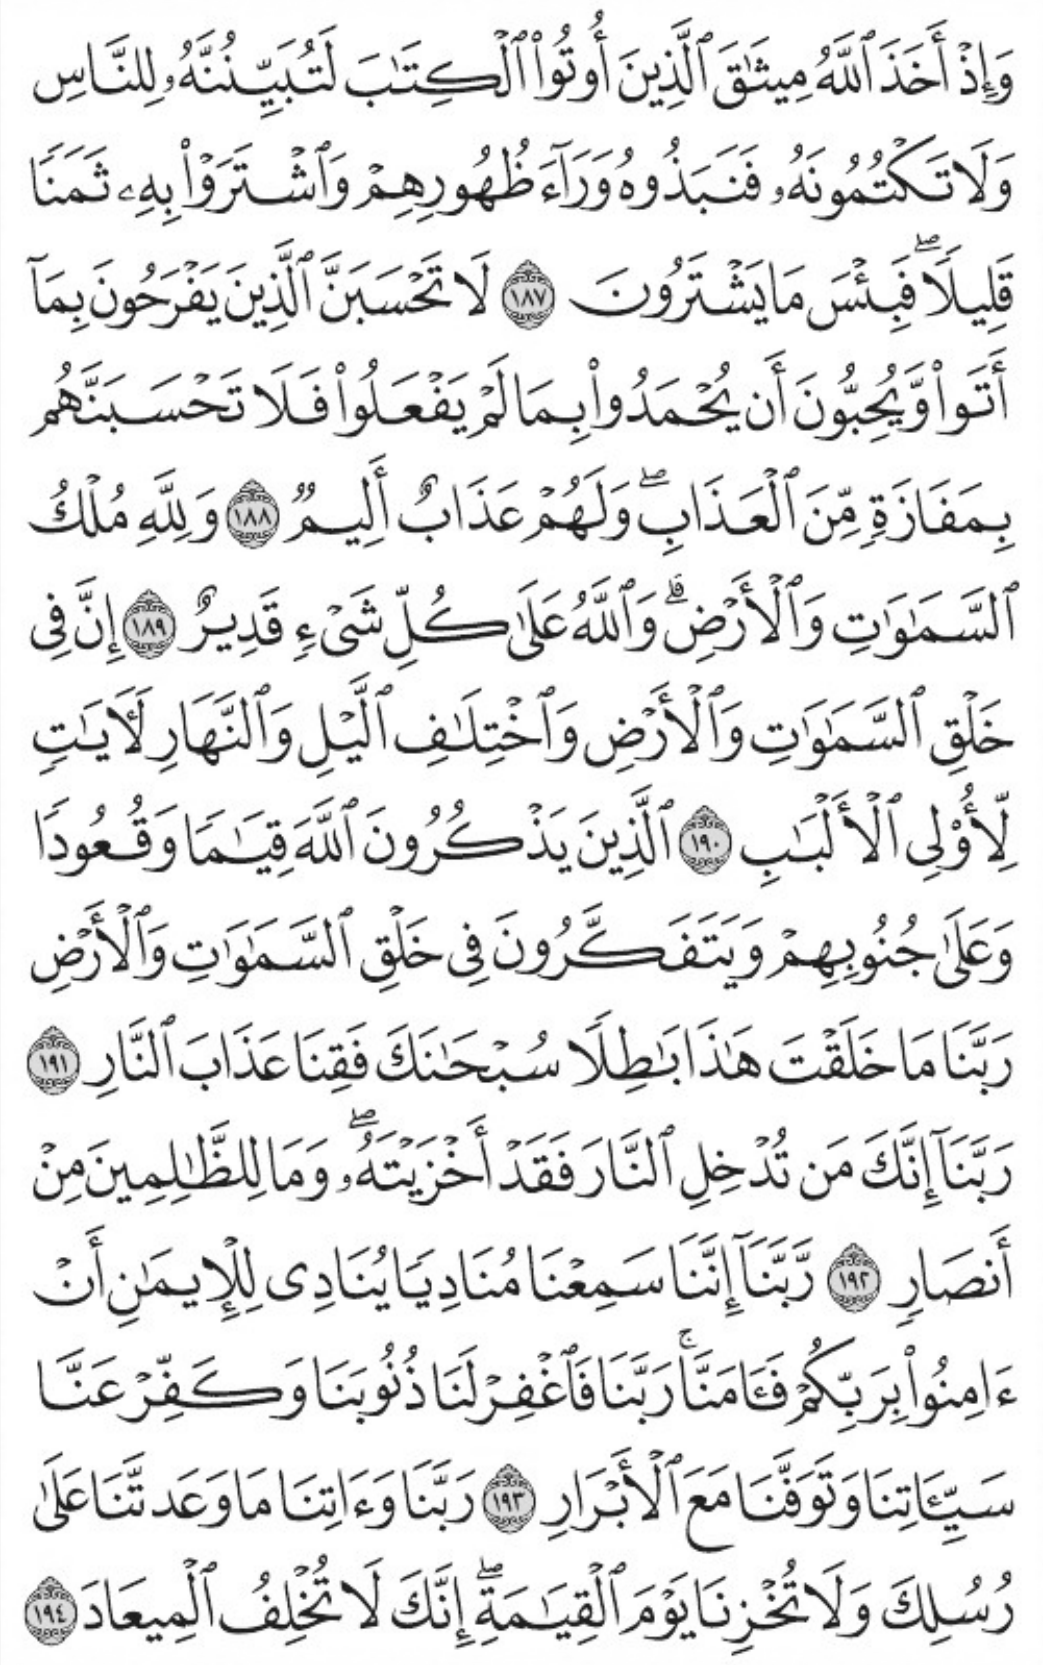 وَإِذْ أَخَذَ ٱللَّهُ مِيثَٰقَ ٱلَّذِينَ أُوتُوا۟ ٱلْكِتَٰبَ لَتُبَيِّنُنَّهُۥ لِلنَّاسِ
وَلَا تَكْتُمُونَهُۥ فَنَبَذُوهُ وَرَآءَ ظُهُورِهِمْ وَٱشْتَرَوْا۟ بِهِۦ ثَمَنًا
قَلِيلًا ۖ فَبِئْسَ مَا يَشْتَرُونَ ١٨٧ لَا تَحْسَبَنَّ ٱلَّذِينَ يَفْرَحُونَ بِمَآ
أَتَوا۟ وَّيُحِبُّونَ أَن يُحْمَدُوا۟ بِمَا لَمْ يَفْعَلُوا۟ فَلَا تَحْسَبَنَّهُم
بِمَفَازَةٍ مِّنَ ٱلْعَذَابِ ۖ وَلَهُمْ عَذَابٌ أَلِيمٌ ١٨٨ وَلِلَّهِ مُلْكُ
ٱلسَّمَٰوَٰتِ وَٱلْأَرْضِ ۗ وَٱللَّهُ عَلَىٰ كُلِّ شَىْءٍ قَدِيرٌ ١٨٩ إِنَّ فِى
خَلْقِ ٱلسَّمَٰوَٰتِ وَٱلْأَرْضِ وَٱخْتِلَٰفِ ٱلَّيْلِ وَٱلنَّهَارِ لَءَايَٰتٍ
لِّأُو۟لِى ٱلْأَلْبَٰبِ ١٩٠ ٱلَّذِينَ يَذْكُرُونَ ٱللَّهَ قِيَٰمًا وَقُعُودًا
وَعَلَىٰ جُنُوبِهِمْ وَيَتَفَكَّرُونَ فِى خَلْقِ ٱلسَّمَٰوَٰتِ وَٱلْأَرْضِ
رَبَّنَا مَا خَلَقْتَ هَٰذَا بَٰطِلًا سُبْحَٰنَكَ فَقِنَا عَذَابَ ٱلنَّارِ ١٩١
رَبَّنَآ إِنَّكَ مَن تُدْخِلِ ٱلنَّارَ فَقَدْ أَخْزَيْتَهُۥ ۖ وَمَا لِلظَّٰلِمِينَ مِنْ
أَنصَارٍ ١٩٢ رَّبَّنَآ إِنَّنَا سَمِعْنَا مُنَادِيًا يُنَادِى لِلْإِيمَٰنِ أَنْ
ءَامِنُوا۟ بِرَبِّكُمْ فَـَٔامَنَّا ۚ رَبَّنَا فَٱغْفِرْ لَنَا ذُنُوبَنَا وَكَفِّرْ عَنَّا
سَيِّـَٔاتِنَا وَتَوَفَّنَا مَعَ ٱلْأَبْرَارِ ١٩٣ رَبَّنَا وَءَاتِنَا مَا وَعَدتَّنَا عَلَىٰ
رُسُلِكَ وَلَا تُخْزِنَا يَوْمَ ٱلْقِيَٰمَةِ ۖ إِنَّكَ لَا تُخْلِفُ ٱلْمِيعَادَ ١٩٤